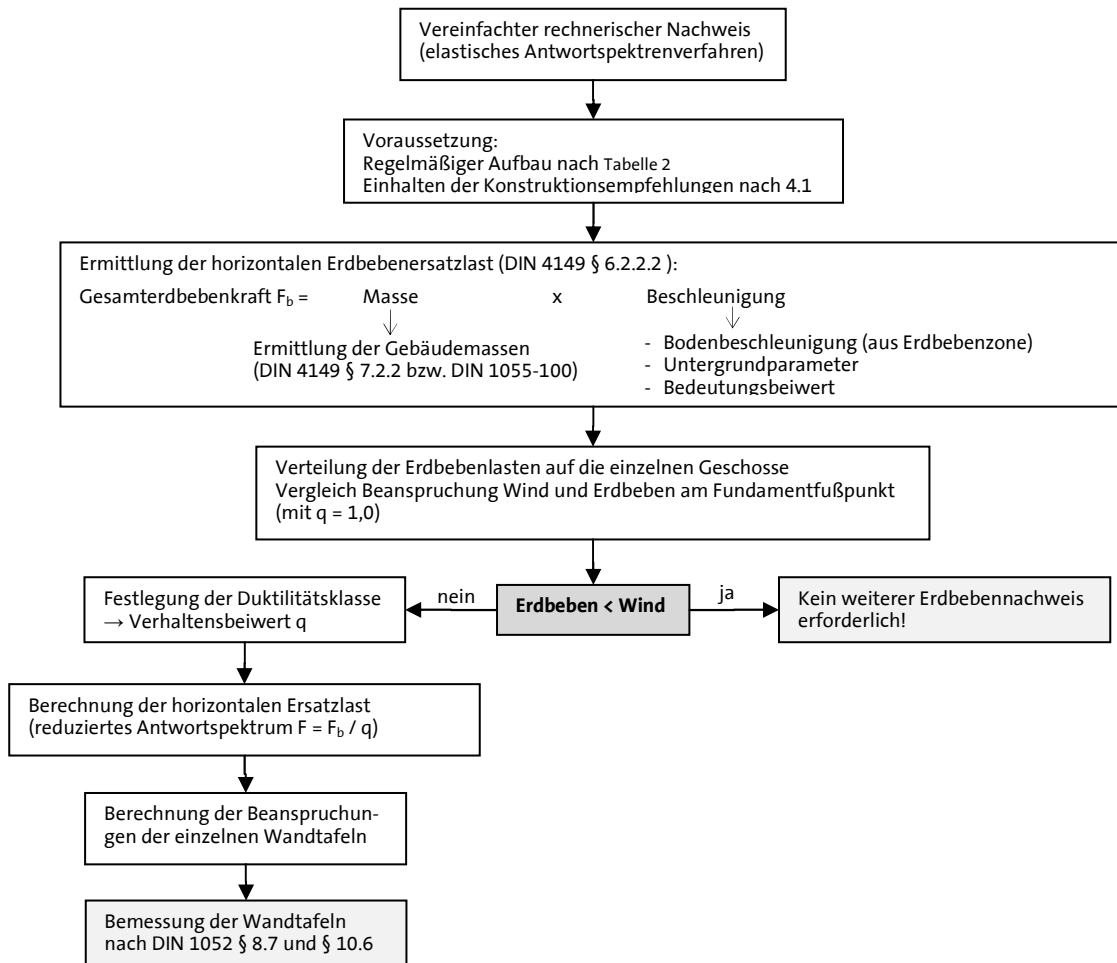 Vereinfachter rechnerischer Nachweis
(elastisches Antwortspektrenverfahren)
Voraussetzung:
Regelmäßiger Aufbau nach Tabelle 2
Einhalten der Konstruktionsempfehlungen nach 4.1
Ermittlung der horizontalen Erdbebenersatzlast (DIN 4149 § 6.2.2.2 ):
Gesamterdbebenkraft Fb = Masse x Beschleunigung
Ermittlung der Gebäudemassen
(DIN 4149 § 7.2.2 bzw. DIN 1055-100)
- Bodenbeschleunigung (aus Erdbebenzone)
- Untergrundparameter
- Bedeutungsbeiwert
Verteilung der Erdbebenlasten auf die einzelnen Geschosse
Vergleich Beanspruchung Wind und Erdbeben am Fundamentfußpunkt
(mit q = 1,0)
Festlegung der Duktilitätsklasse
→ Verhaltensbeiwert q
nein
Erdbeben < Wind
ja
Kein weiterer Erdbebennachweis
erforderlich!
Berechnung der horizontalen Ersatzlast
(reduziertes Antwortspektrum F = Fb / q)
Berechnung der Beanspruchun-
gen der einzelnen Wandtafeln
Bemessung der Wandtafeln
nach DIN 1052 § 8.7 und § 10.6